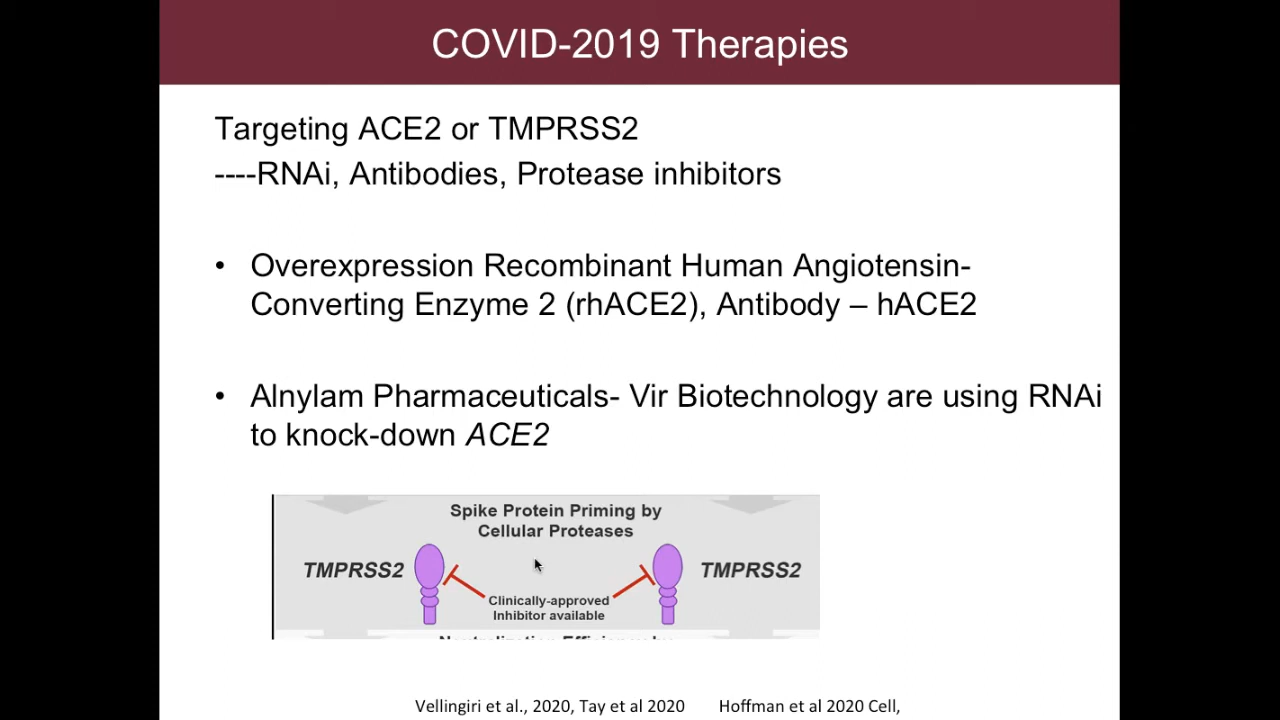 COVID-2019 Therapies
Targeting ACE2 or TMPRSS2
----RNAi, Antibodies, Protease inhibitors
• Overexpression Recombinant Human Angiotensin-
Converting Enzyme 2 (rhACE2), Antibody – hACE2
• Alnylam Pharmaceuticals- Vir Biotechnology are using RNAi
to knock-down ACE2
Spike Protein Priming by
Cellular Proteases
TMPRSS2 TMPRSS2
Clinically-approved
Inhibitor available
Vellingiri et al., 2020, Tay et al 2020 Hoffman et al 2020 Cell,